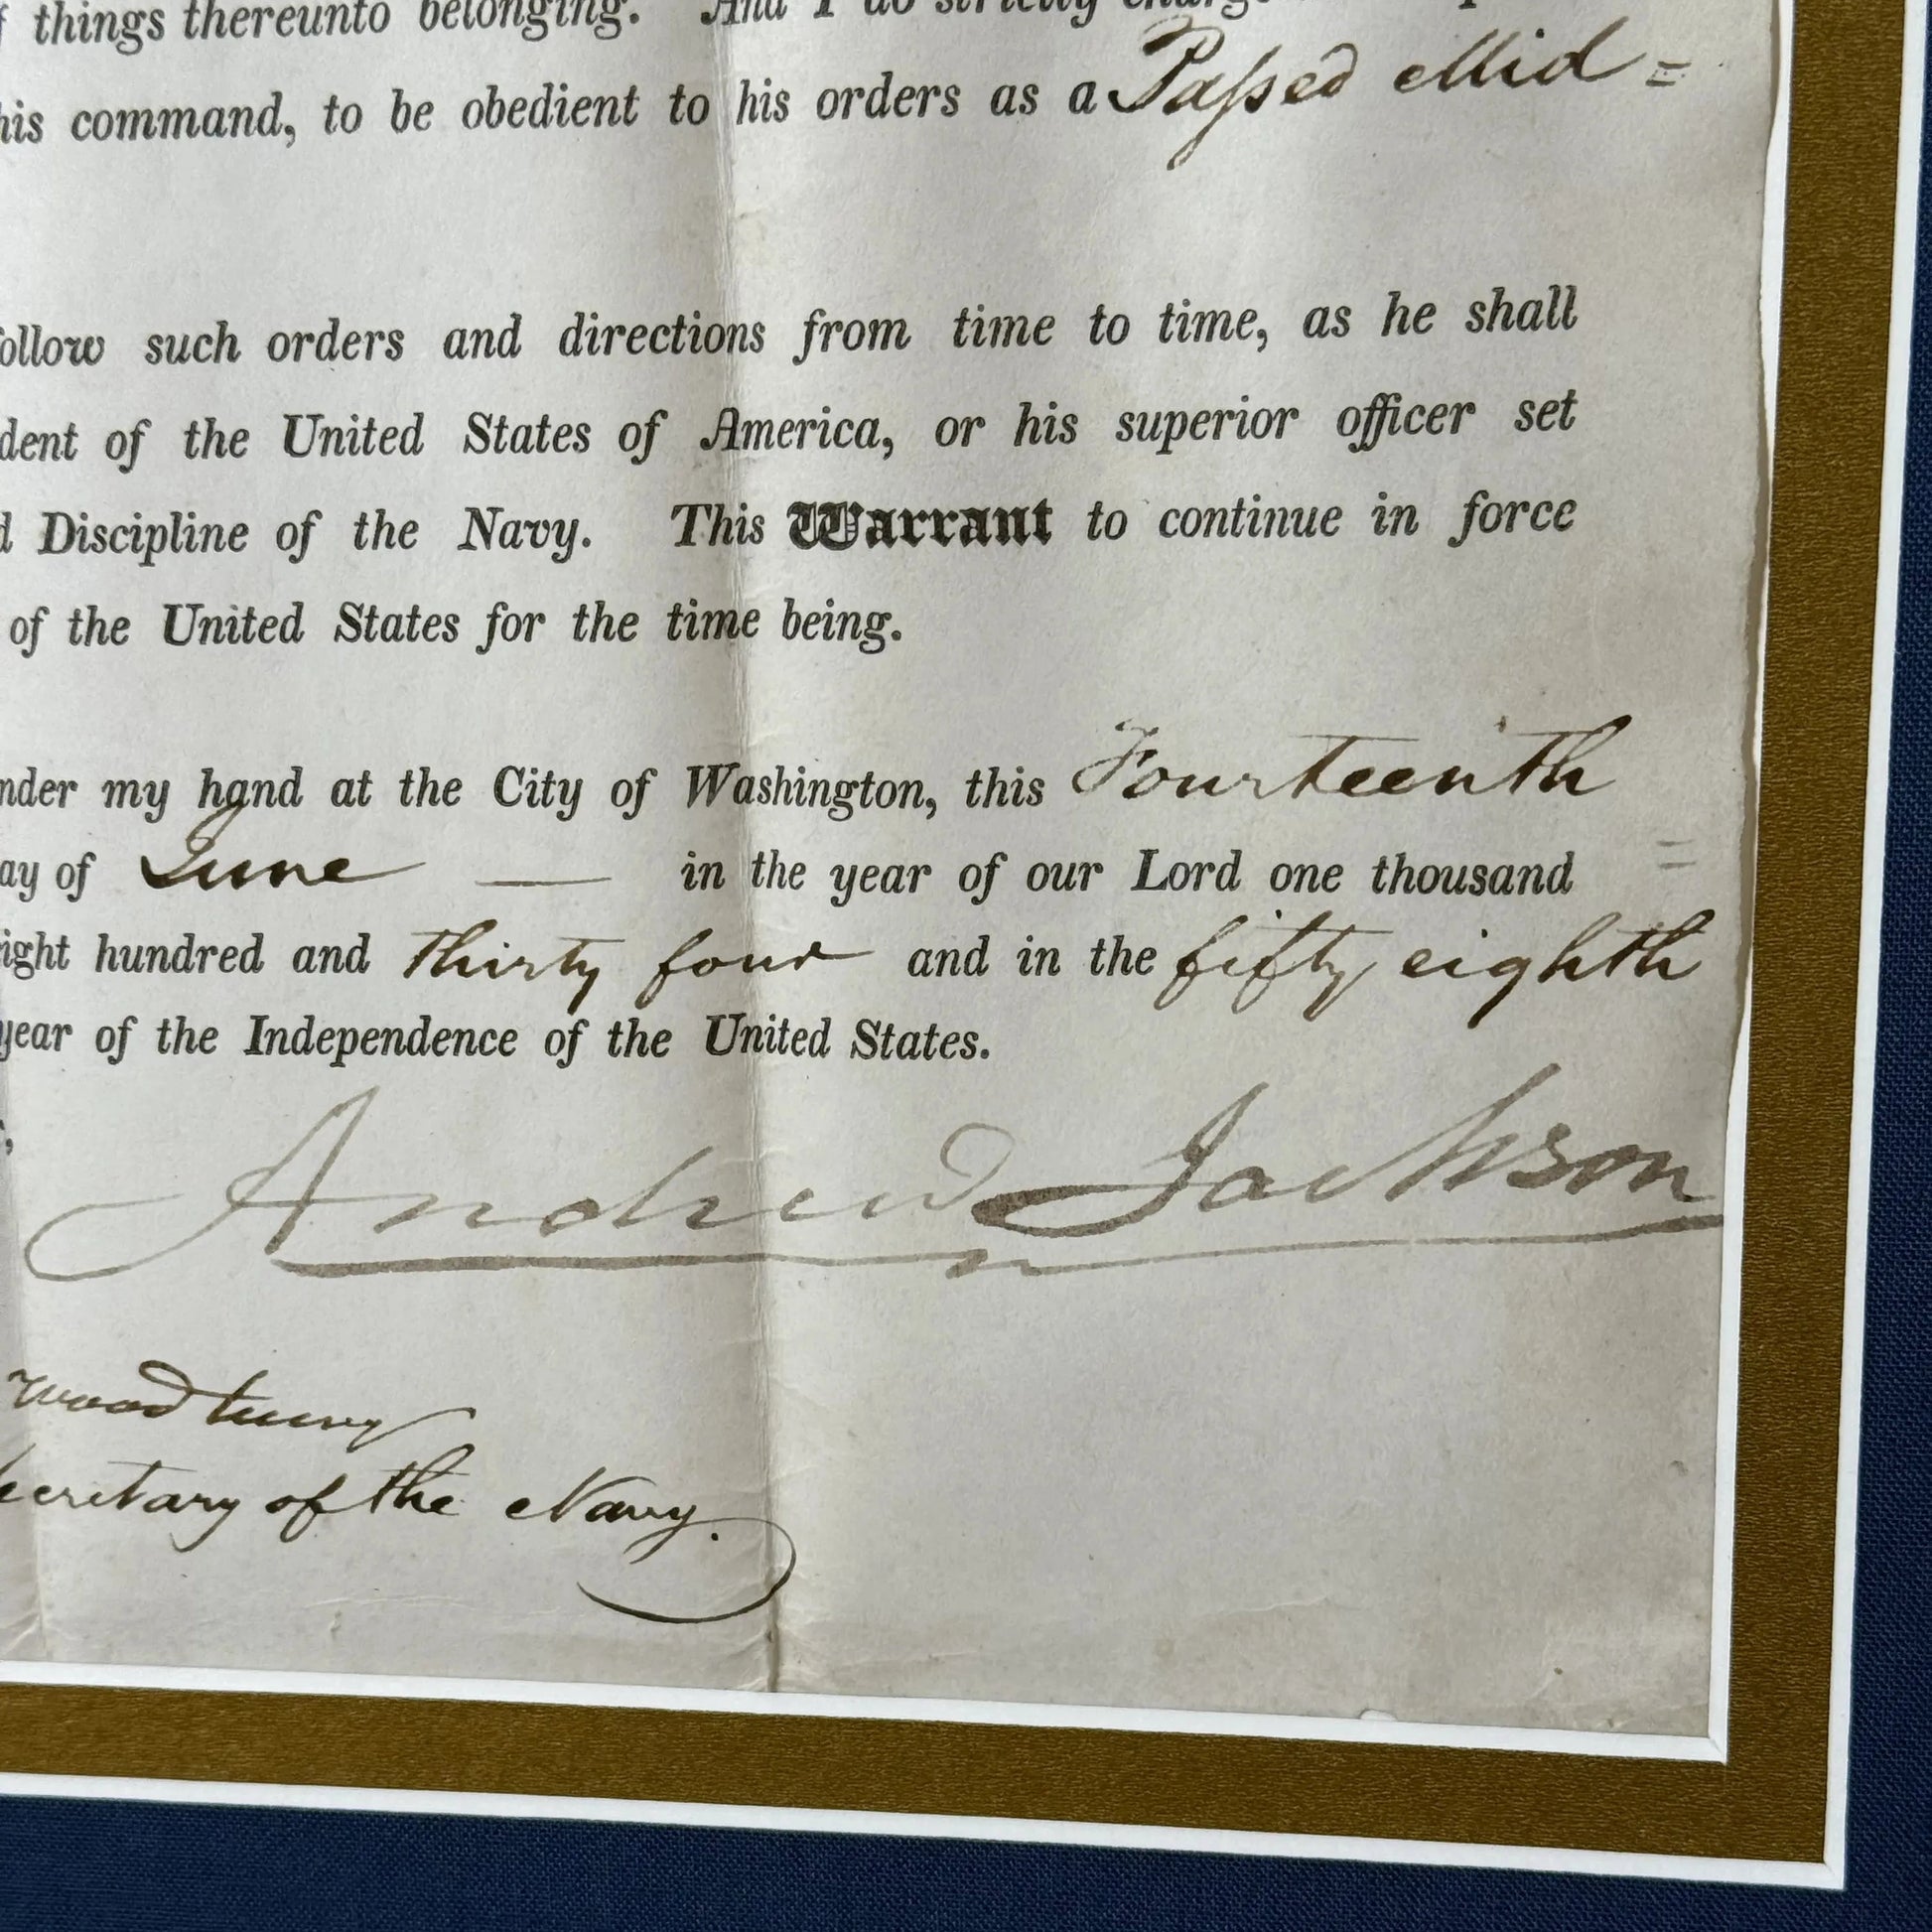 f things thereunto belonging. And I do strictly
his command, to be obedient to his orders as a Paſsed Mid=
follow such orders and directions from time to time, as he shall
dent of the United States of America, or his superior officer set
d Discipline of the Navy. This Warrant to continue in force
of the United States for the time being.
nder my hand at the City of Washington, this Fourteenth =
ay of June — in the year of our Lord one thousand
ight hundred and thirty four and in the fifty eighth
year of the Independence of the United States.
Andrew Jackson
Woodbury
Secretary of the Navy.